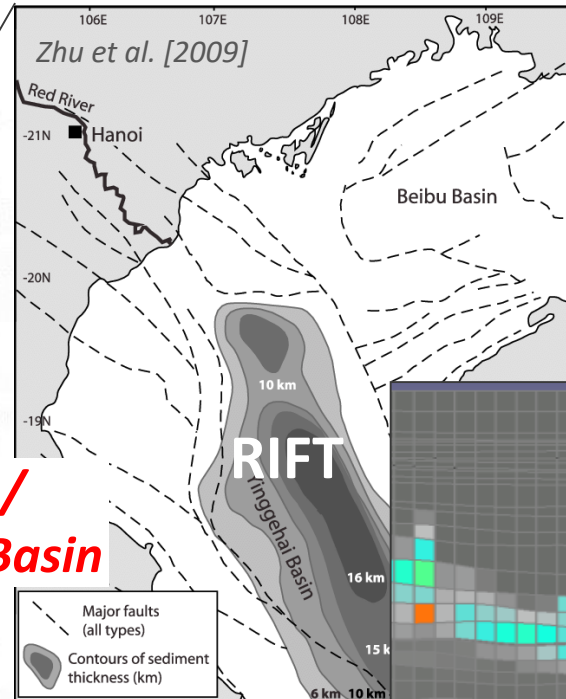 106E 107E 108E 109E
Zhu et al. [2009]
Red River
-21N
Hanoi
Beibu Basin
-20N
10 km
-19N
RIFT
Yinggehai Basin
/
Basin
16 km
15 k
6 km 10 km
Major faults
(all types)
Contours of sediment
thickness (km)